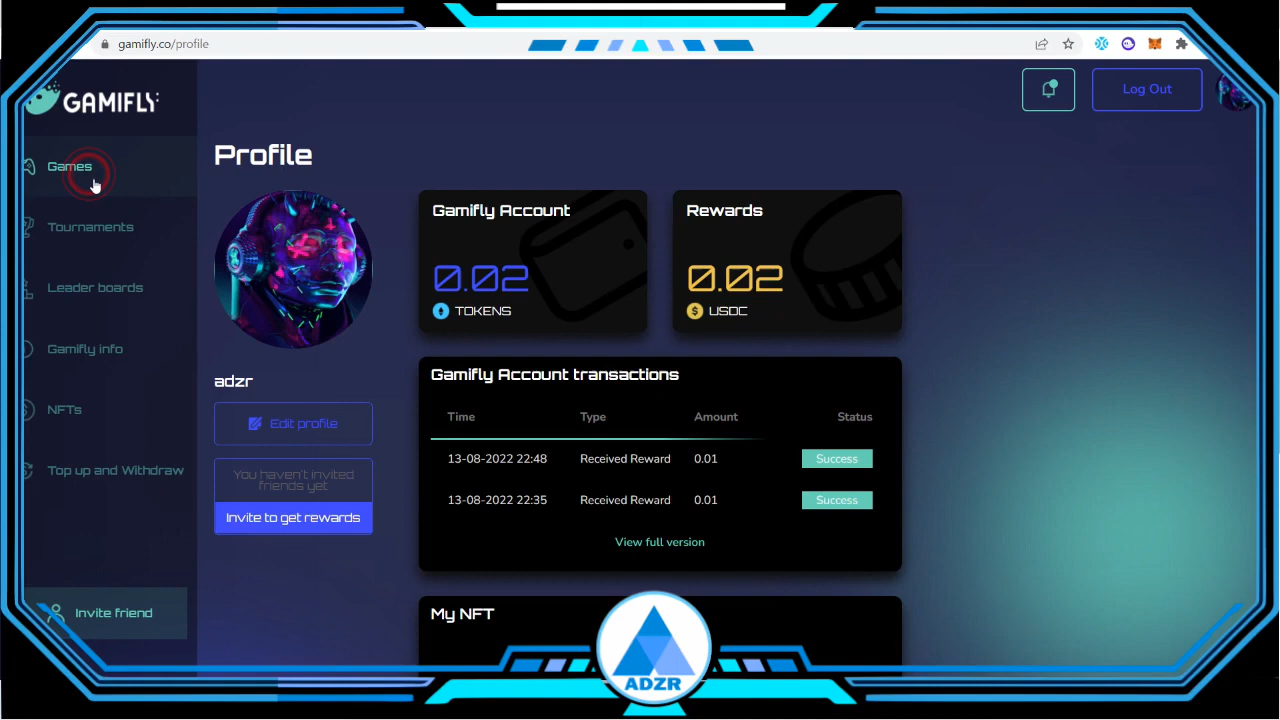 gamifly.co/profile
GAMIFLY:
Log Out
Games
Tournaments
Leader boards
Gamifly info
NFTs
Top up and Withdraw
Invite friend
Profile
adzr
Edit profile
You haven't invited
friends yet
Invite to get rewards
Gamifly Account
0.02
TOKENS
Rewards
0.02
USDC
Gamifly Account transactions
Time Type Amount Status
13-08-2022 22:48 Received Reward 0.01 Success
13-08-2022 22:35 Received Reward 0.01 Success
View full version
My NFT
ADZR